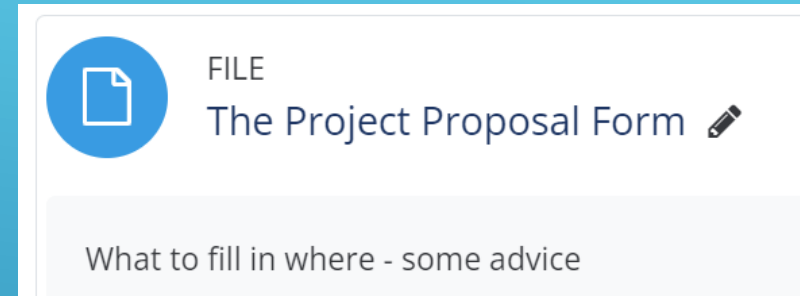 FILE
The Project Proposal Form
What to fill in where - some advice